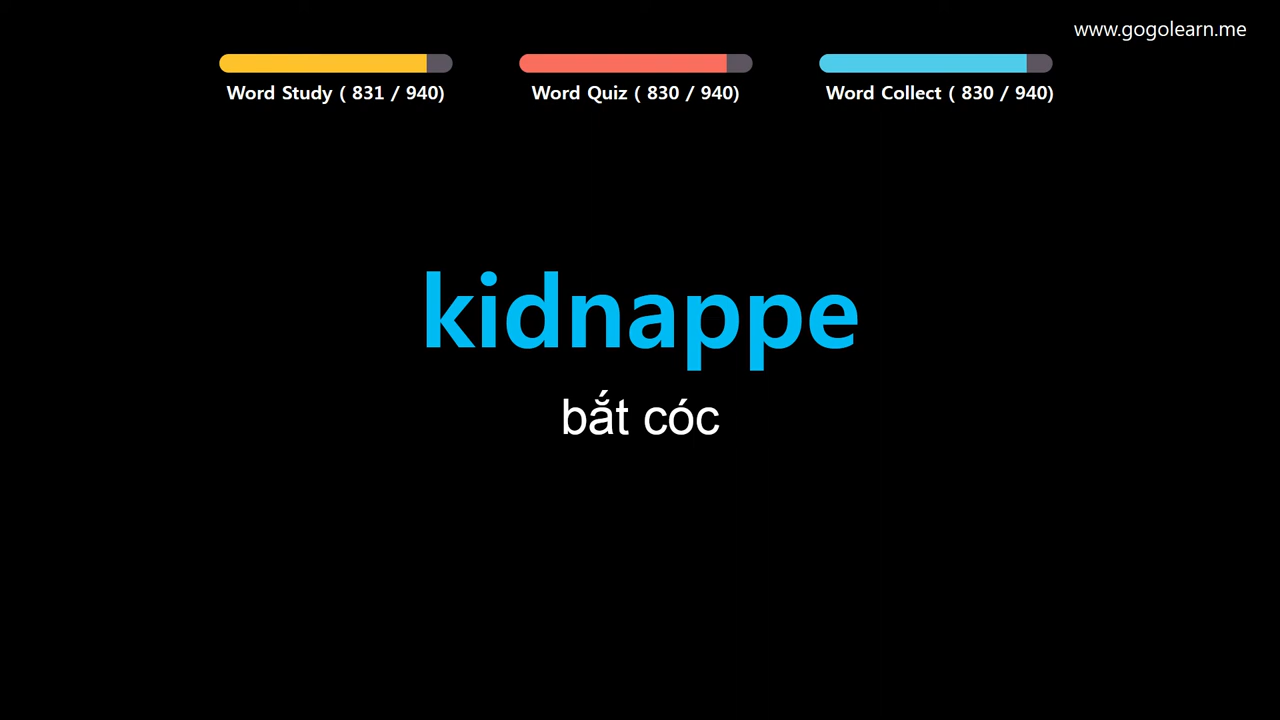 www.gogolearn.me
Word Study ( 831 / 940)
Word Quiz ( 830 / 940)
Word Collect ( 830 / 940)
kidnappe
bắt cóc